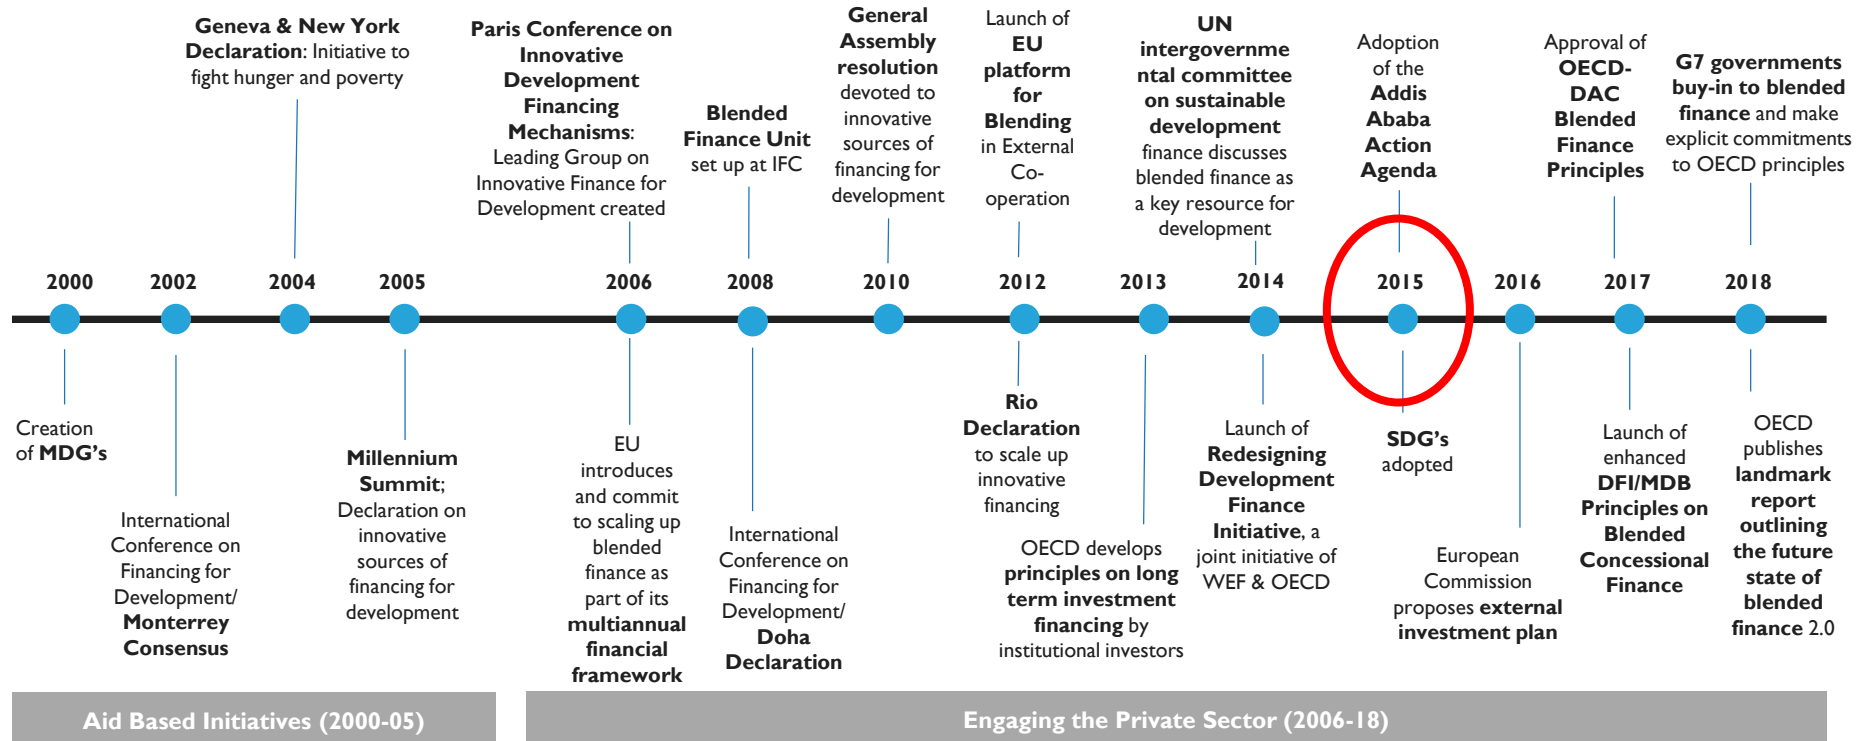 Geneva & New York
Declaration: Initiative to
fight hunger and poverty
Paris Conference on
Innovative
Development
Financing
Mechanisms:
Leading Group on
Innovative Finance for
Development created
Blended
Finance Unit
set up at IFC
General
Assembly
resolution
devoted to
innovative
sources of
financing for
development
Launch of
EU
platform
for
Blending
in External
Co-
operation
UN
intergovernme
ntal committee
on sustainable
development
finance discusses
blended finance as
a key resource for
development
Adoption
of the
Addis
Ababa
Action
Agenda
Approval of
OECD-
DAC
Blended
Finance
Principles
G7 governments
buy-in to blended
finance and make
explicit commitments
to OECD principles
2000
2002
2004
2005
2006
2008
2010
2012
2013
2014
2015
2016
2017
2018
Creation
of MDG's
International
Conference on
Financing for
Development/
Monterrey
Consensus
Millennium
Summit;
Declaration on
innovative
sources of
financing for
development
EU
introduces
and commit
to scaling up
blended
finance as
part of its
multiannual
financial
framework
International
Conference on
Financing for
Development/
Doha
Declaration
Rio
Declaration
to scale up
innovative
financing
OECD develops
principles on long
term investment
financing by
institutional investors
Launch of
Redesigning
Development
Finance
Initiative, a
joint initiative of
WEF & OECD
SDG's
adopted
European
Commission
proposes external
investment plan
Launch of
enhanced
DFI/MDB
Principles on
Blended
Concessional
Finance
OECD
publishes
landmark
report
outlining
the future
state of
blended
finance 2.0
Aid Based Initiatives (2000-05)
Engaging the Private Sector (2006-18)